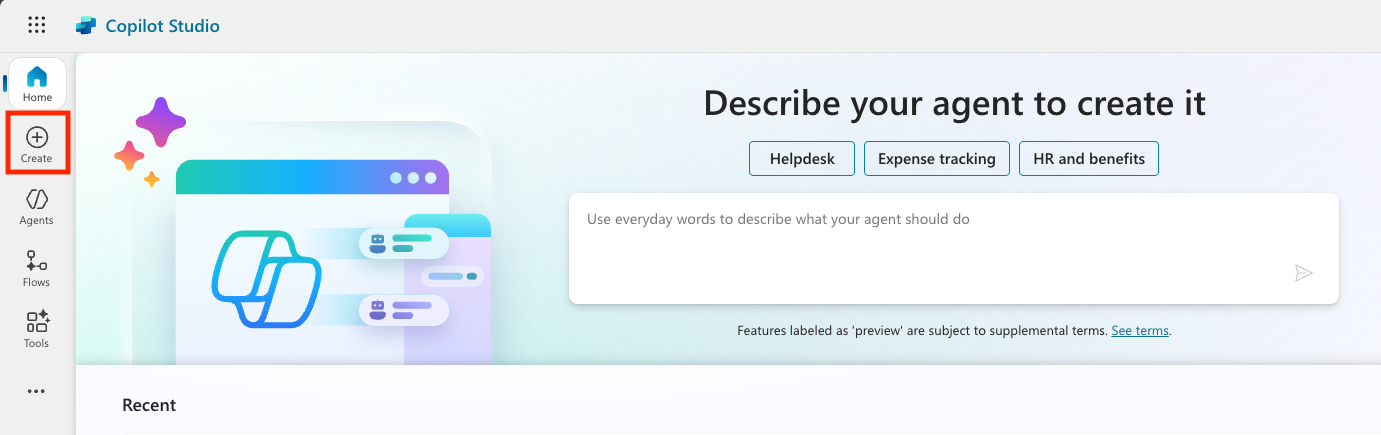 Copilot Studio
Home
Create
Agents
Flows
Tools
Describe your agent to create it
Helpdesk
Expense tracking
HR and benefits
Use everyday words to describe what your agent should do
Features labeled as 'preview' are subject to supplemental terms. See terms.
Recent